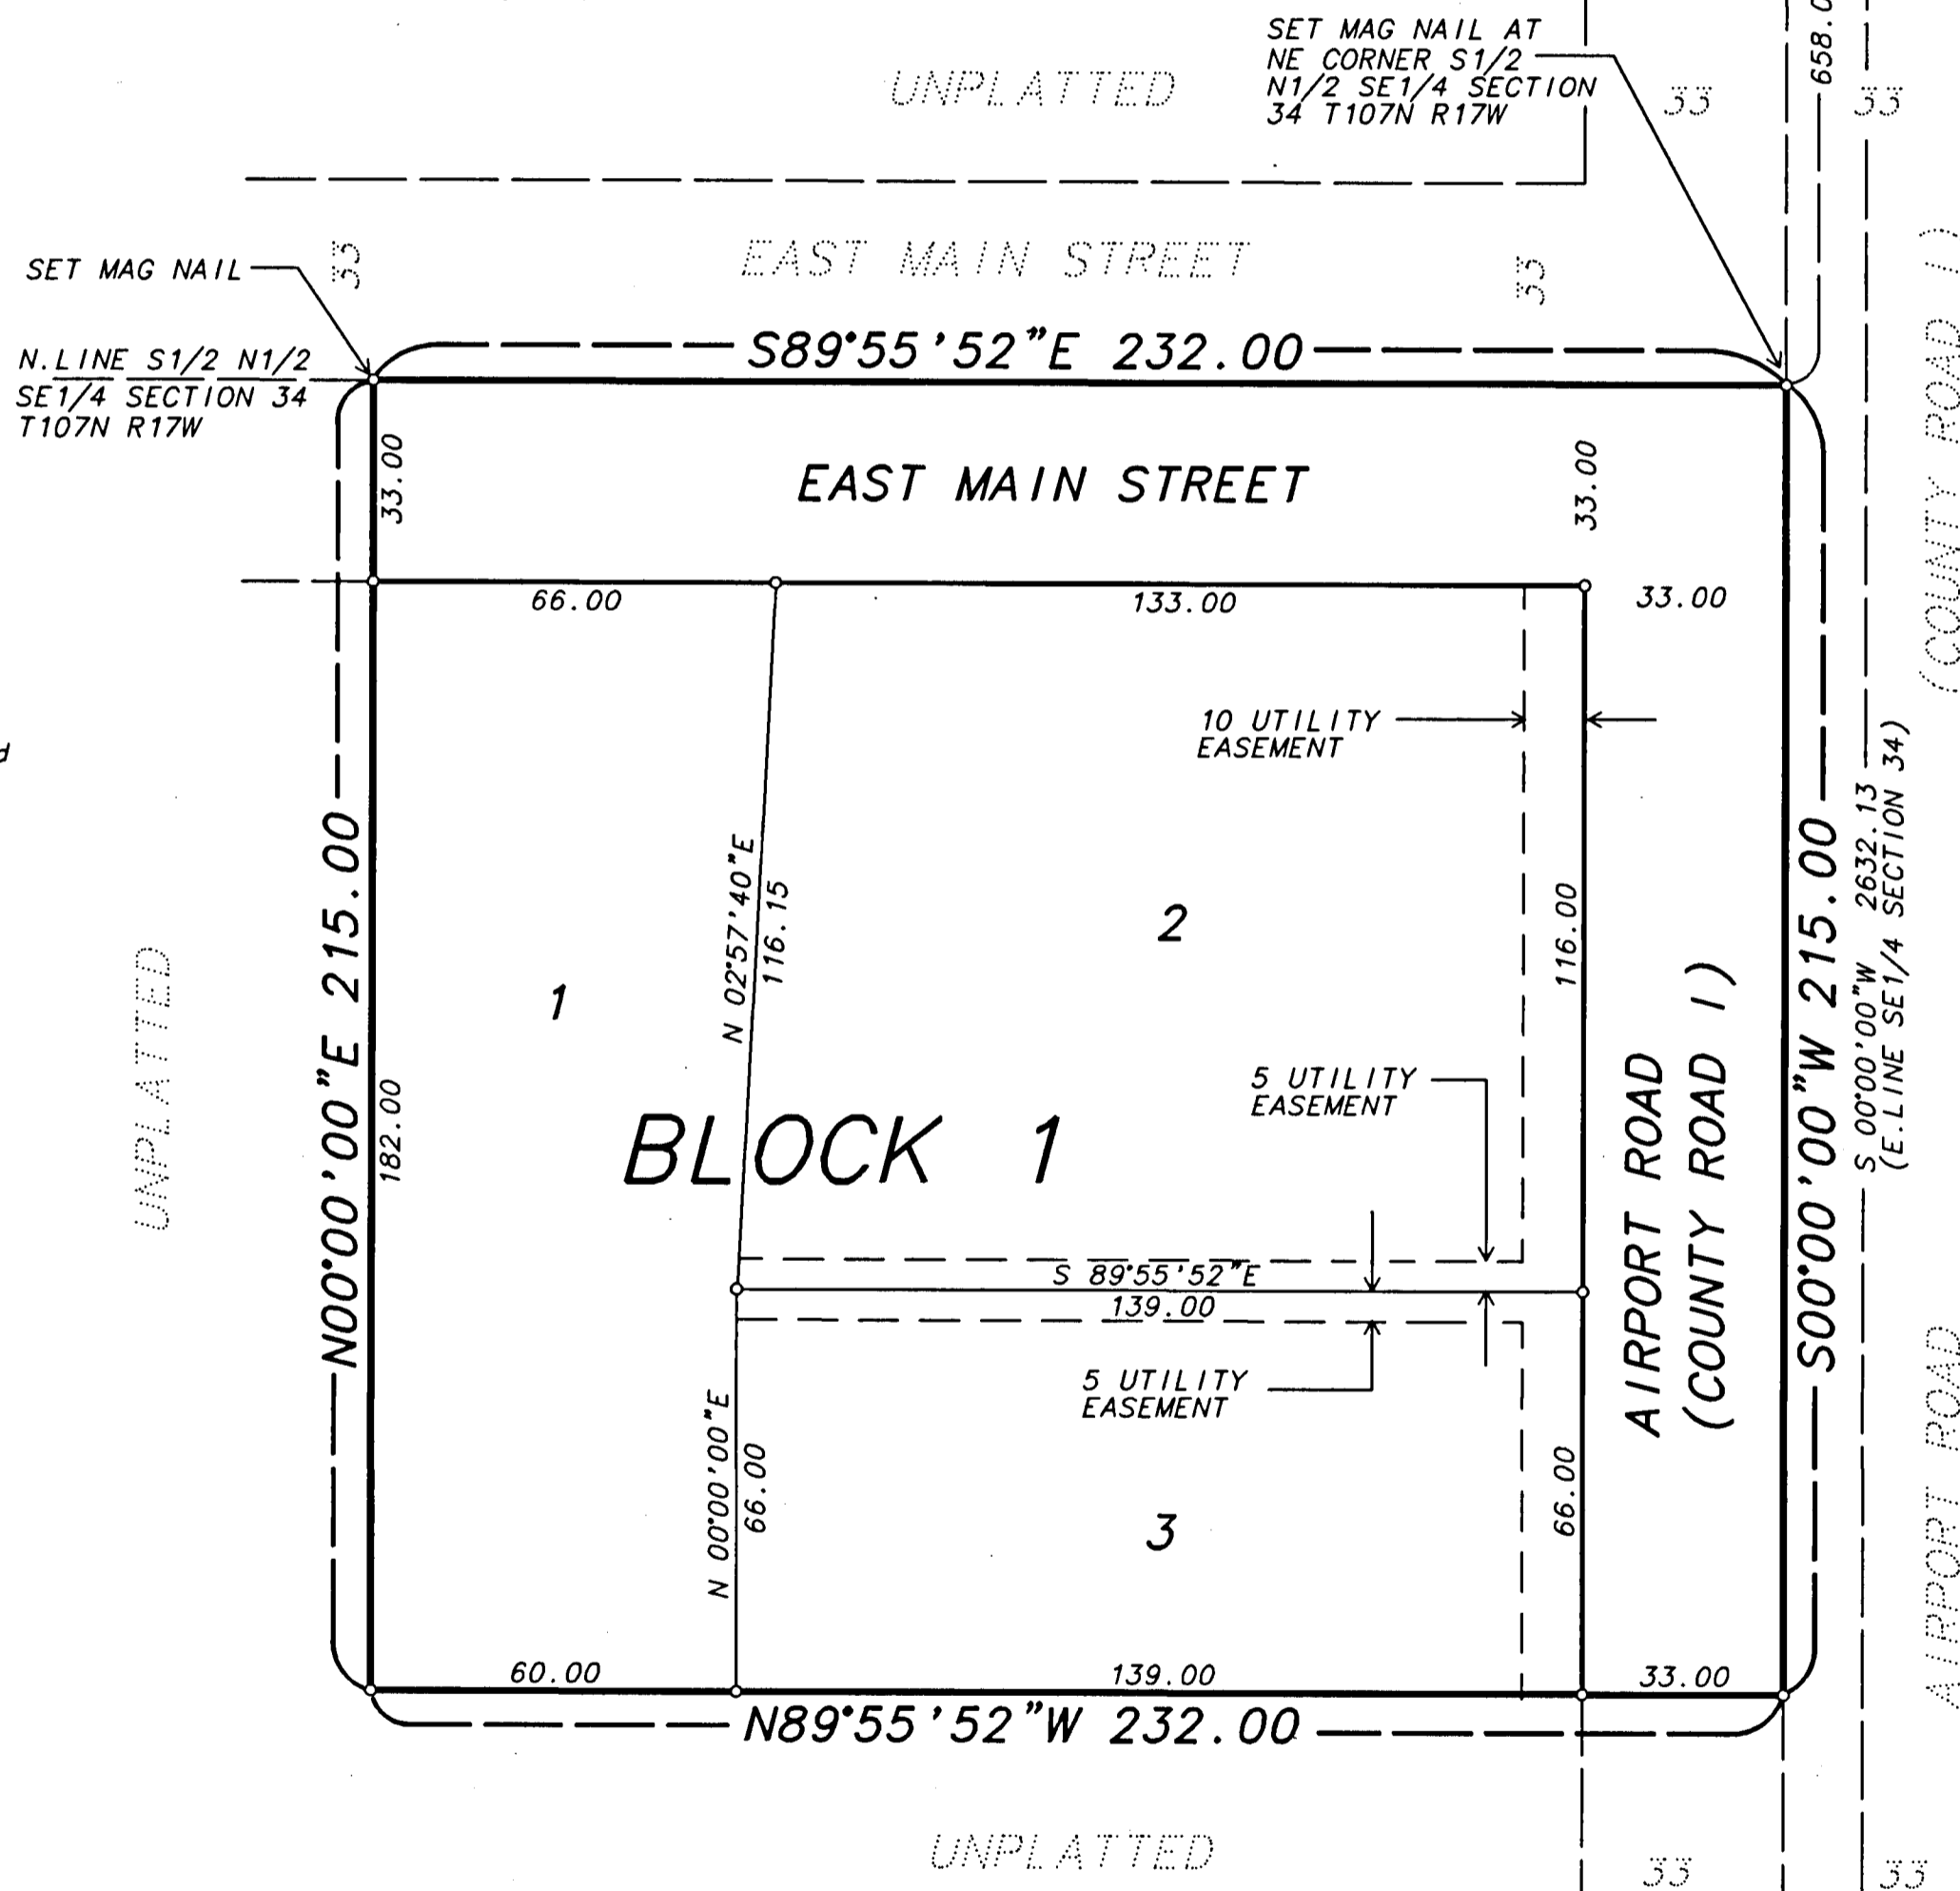 SET MAG NAIL AT
NE CORNER S1/2
N1/2 SE1/4 SECTION
34 T107N R17W
658.0
UNPLATTED
33
33
EAST MAIN STREET
33
33
SET MAG NAIL
N.LINE S1/2 N1/2
SE1/4 SECTION 34
T107N R17W
S89°55'52"E 232.00
33.00
EAST MAIN STREET
33.00
(COUNTY ROAD 1)
66.00
133.00
33.00
10 UTILITY
EASEMENT
d
N 02°57'40"E
116.15
2
116.00
1
N00°00'00"E 215.00
182.00
UNPLATTED
BLOCK 1
5 UTILITY
EASEMENT
AIRPORT ROAD
(COUNTY ROAD 1)
S00°00'00"W 215.00
S 00°00'00"W 2632.13
(E.LINE SE1/4 SECTION 34)
S 89°55'52"E
139.00
5 UTILITY
EASEMENT
N 00°00'00"E
66.00
3
66.00
AIRPORT ROAD
60.00
139.00
33.00
N89°55'52"W 232.00
UNPLATTED
33
33